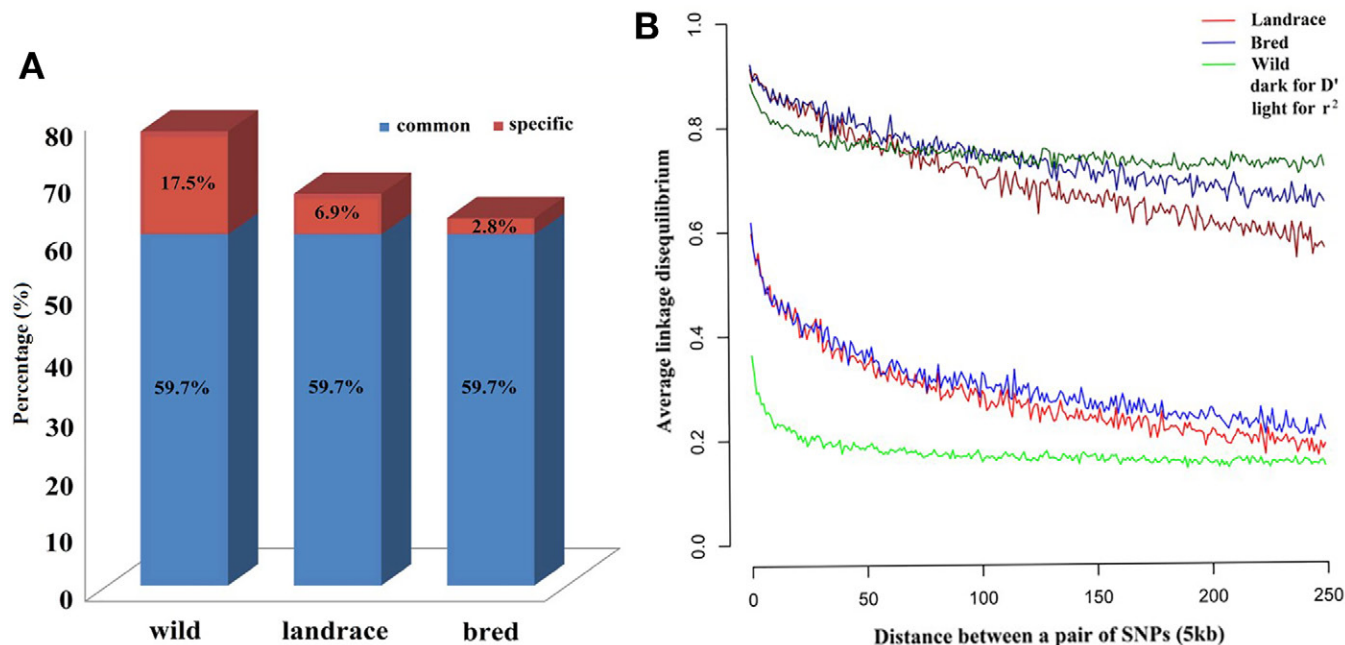 A
common specific
Percentage (%)
80
70
60
50
40
30
20
10
0
17.5%
6.9%
2.8%
59.7%
59.7%
59.7%
wild landrace bred
B
Landrace
Bred
Wild
dark for D'
light for r²
Average linkage disequilibrium
1.0
0.8
0.6
0.4
0.2
0.0
0 50 100 150 200 250
Distance between a pair of SNPs (5kb)